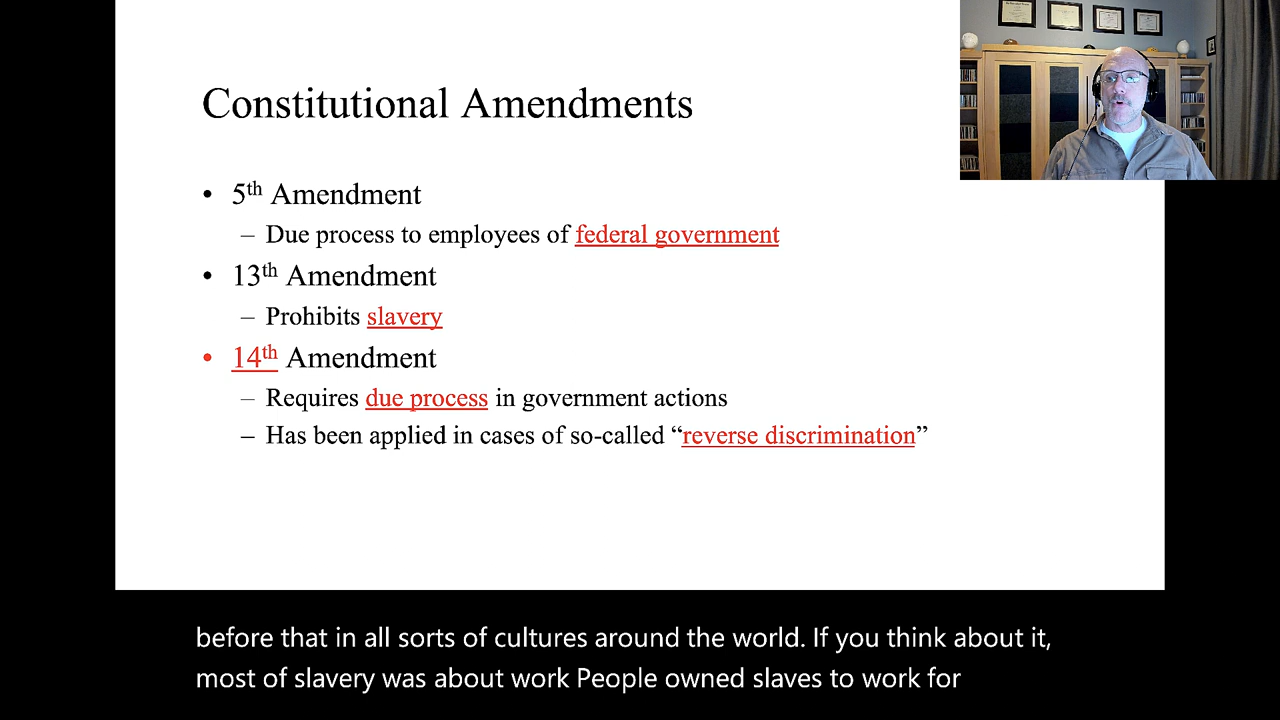 Constitutional Amendments
• 5th Amendment
– Due process to employees of federal government
• 13th Amendment
– Prohibits slavery
• 14th Amendment
– Requires due process in government actions
– Has been applied in cases of so-called “reverse discrimination”
before that in all sorts of cultures around the world. If you think about it,
most of slavery was about work People owned slaves to work for